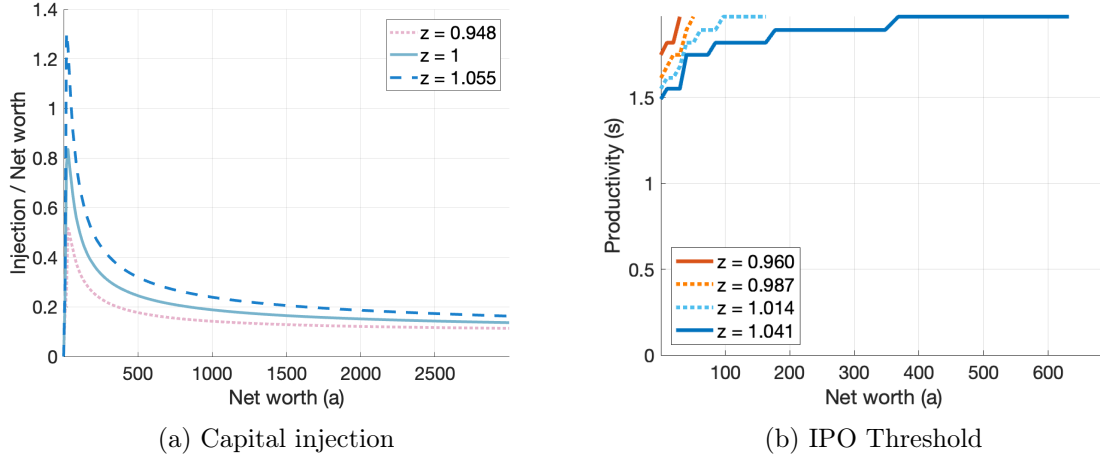 1.4
1.2
1
0.8
0.6
0.4
0.2
0
Injection / Net worth
z = 0.948
z = 1
z = 1.055
500 1000 1500 2000 2500
Net worth (a)
(a) Capital injection
1.5
1
0.5
0
Productivity (s)
z = 0.960
z = 0.987
z = 1.014
z = 1.041
100 200 300 400 500 600
Net worth (a)
(b) IPO Threshold